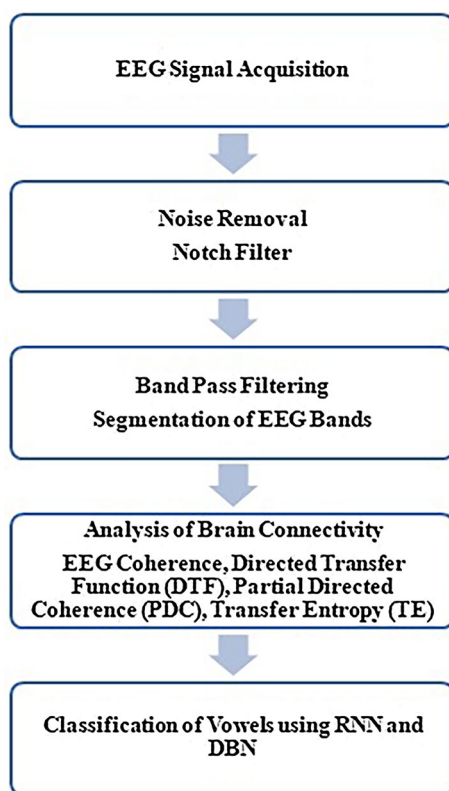 EEG Signal Acquisition
Noise Removal
Notch Filter
Band Pass Filtering
Segmentation of EEG Bands
Analysis of Brain Connectivity
EEG Coherence, Directed Transfer
Function (DTF), Partial Directed
Coherence (PDC), Transfer Entropy (TE)
Classification of Vowels using RNN and
DBN